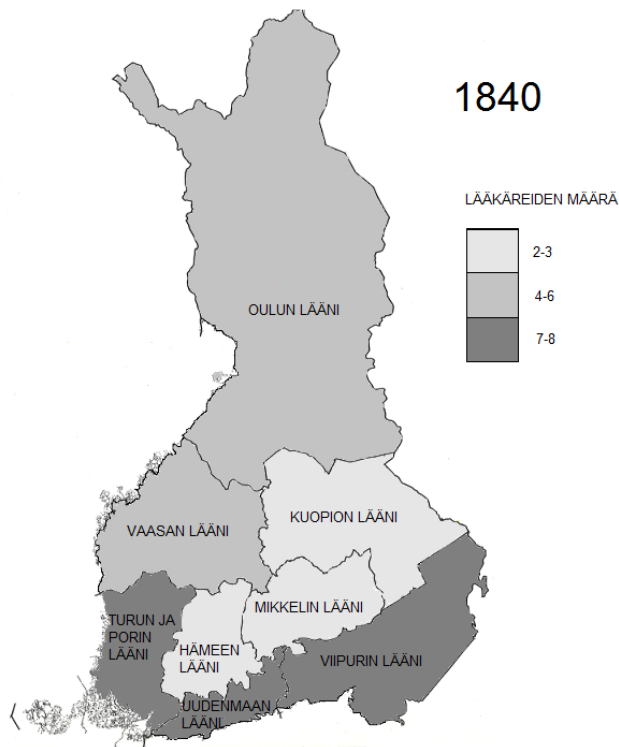 1840
LÄÄKÄREIDEN MÄÄRÄ
2-3
4-6
7-8
OULUN LÄÄNI
KUOPION LÄÄNI
VAASAN LÄÄNI
MIKKELIN LÄÄNI
TURUN JA
PORIN
LÄÄNI
HÄMEEN
LÄÄNI
VIIPURIN LÄÄNI
UUDENMAAN
LÄÄNI